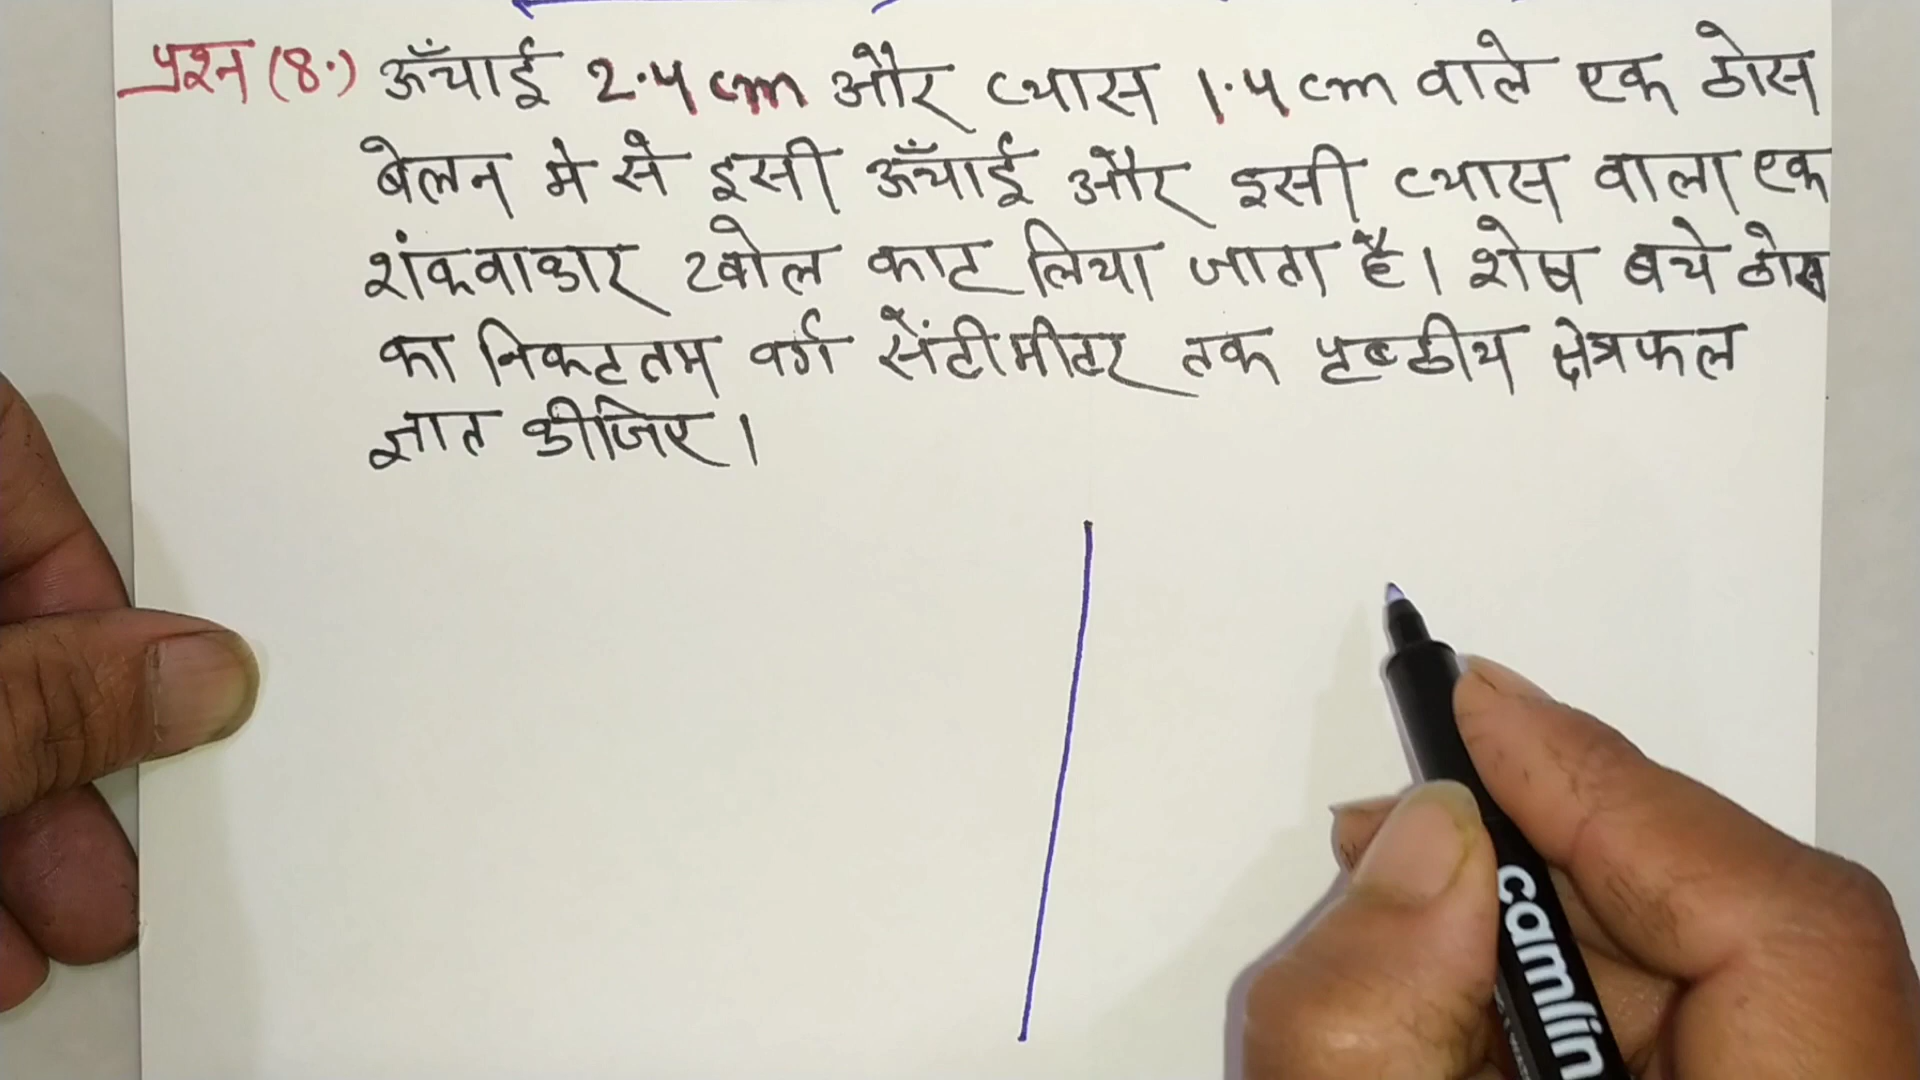 प्रश्न (8.) ऊँचाई 2.4 cm और व्यास 1.4 cm वाले एक ठोस
बेलन मे से इसी ऊँचाई और इसी व्यास वाला एक
शंकवाकार खोल काट लिया जाता है। शेष बचे ठोस
का निकटतम वर्ग सेंटीमीटर तक पृष्ठीय क्षेत्रफल
ज्ञात कीजिए।
camlin